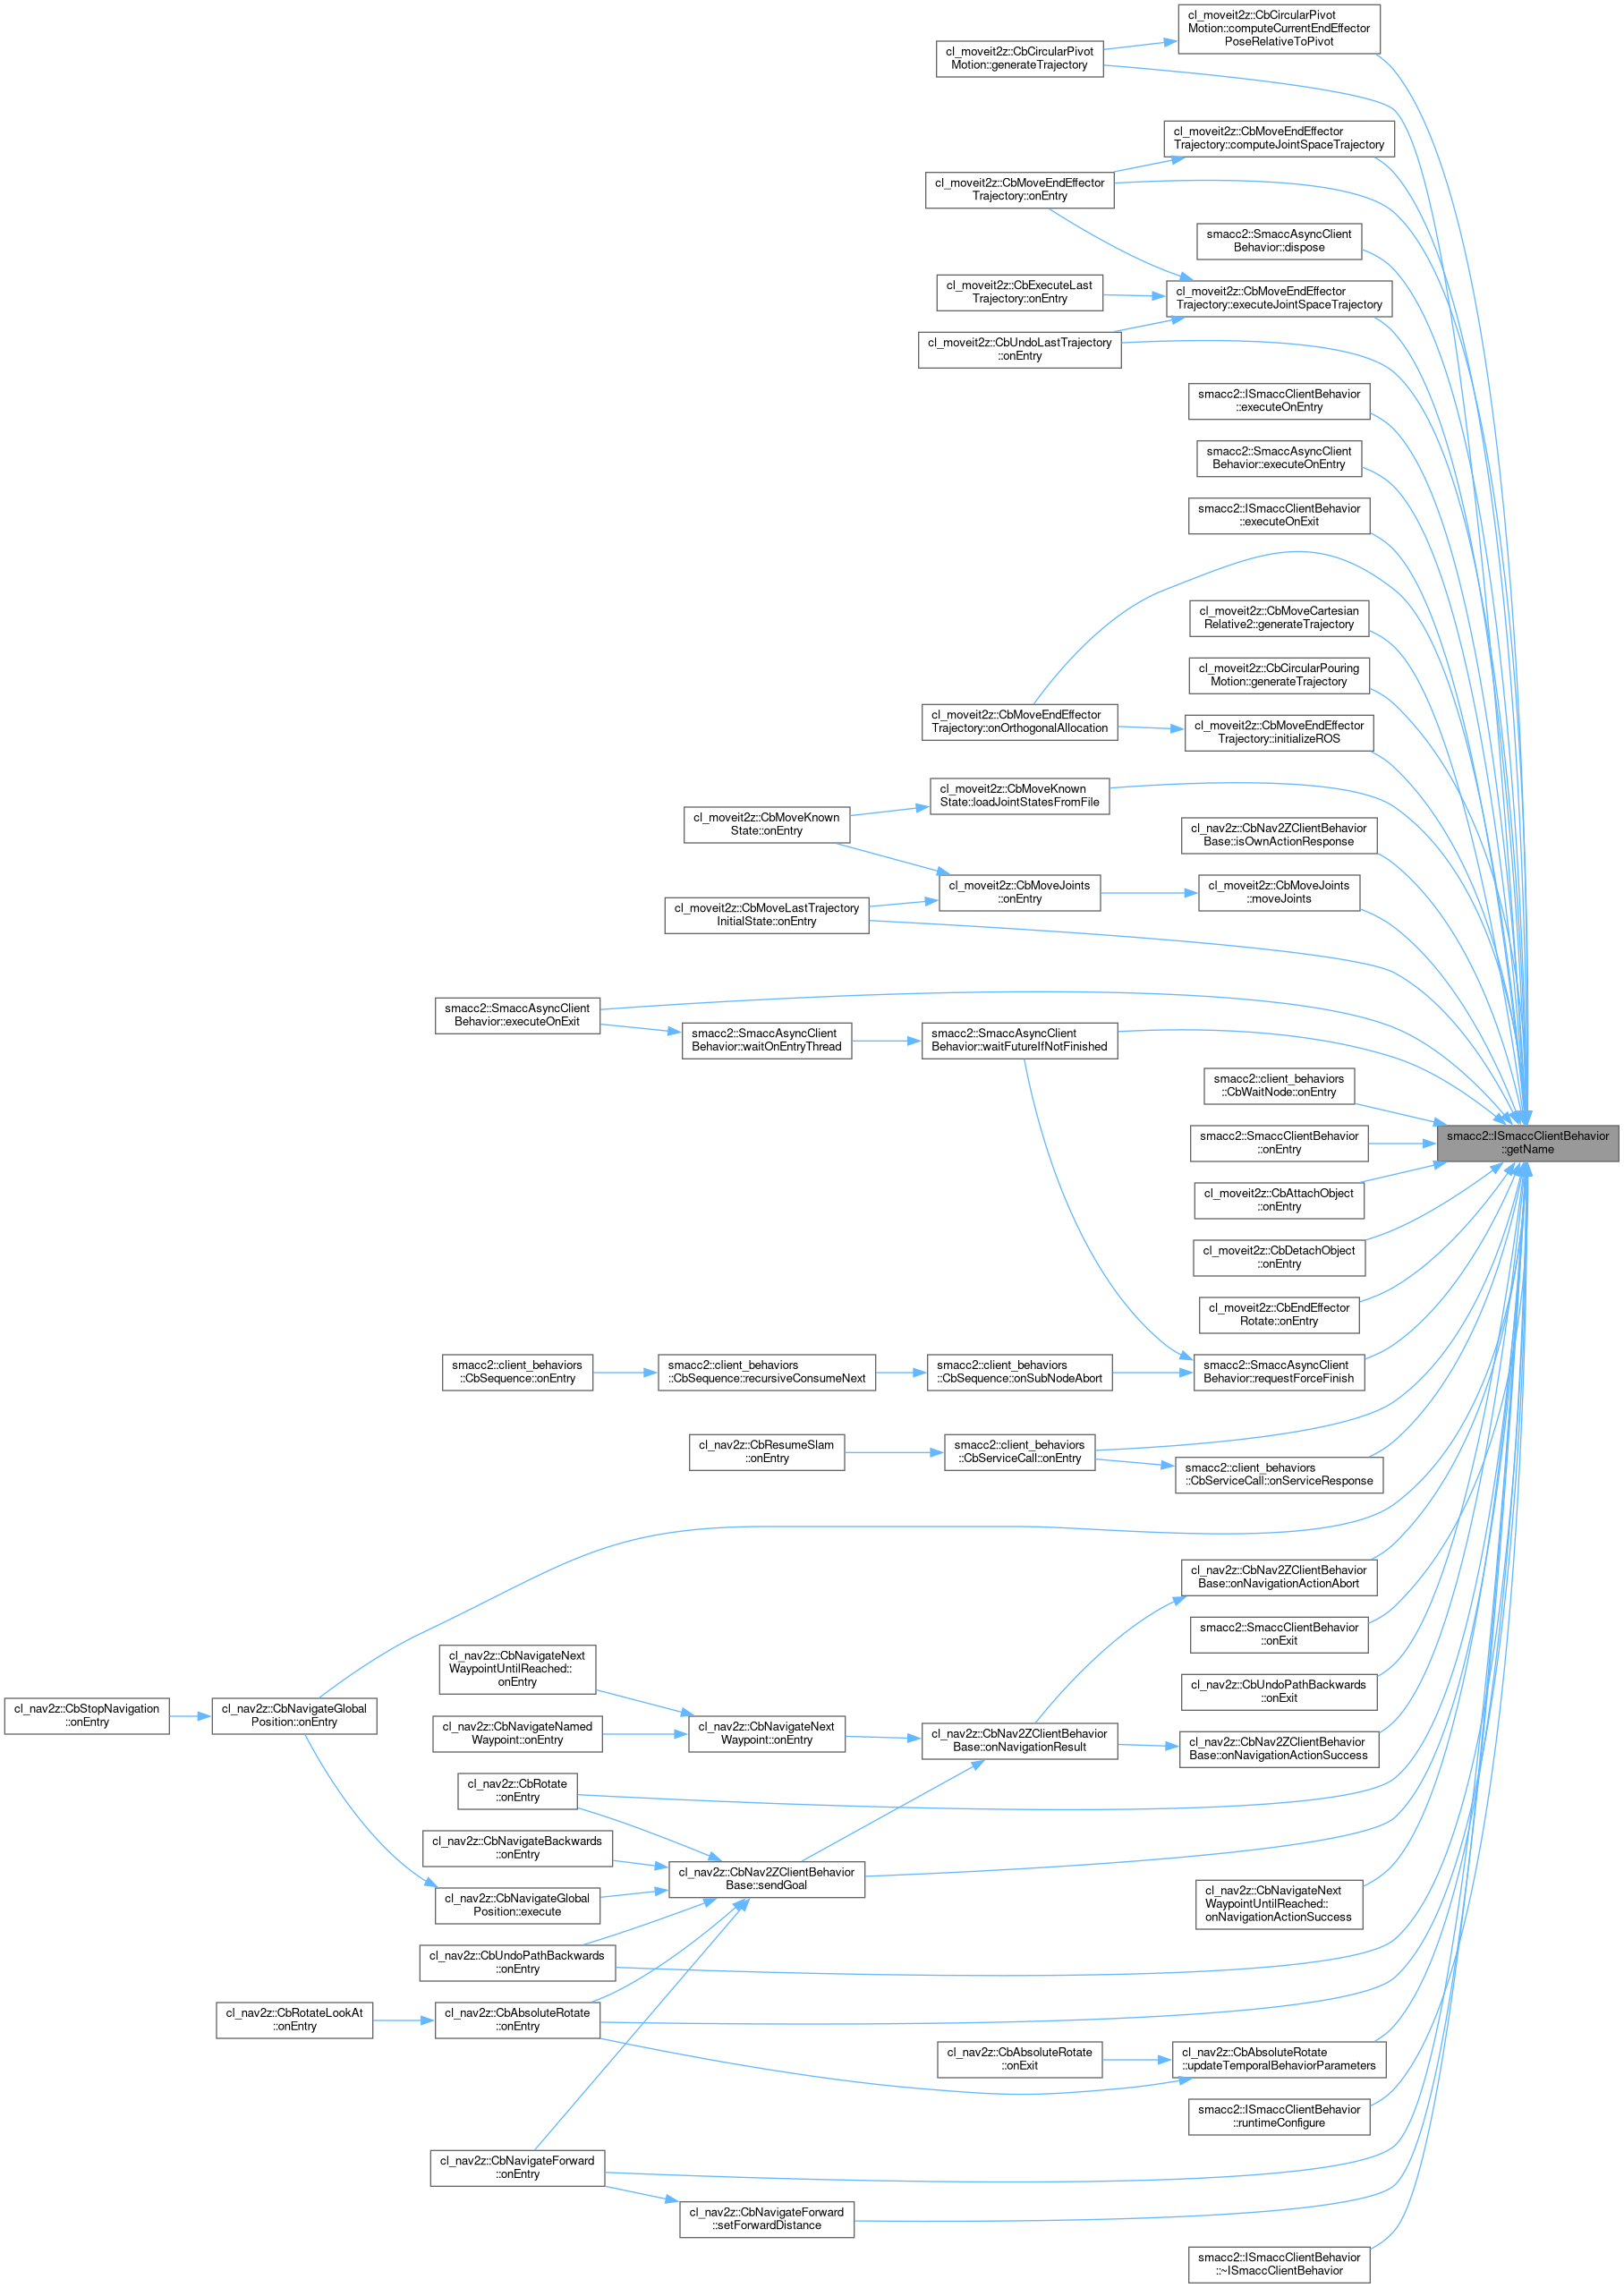 cl_moveit2z::CbCircularPivot
Motion::computeCurrentEndEffector
PoseRelativeToPivot
cl_moveit2z::CbCircularPivot
Motion::generateTrajectory
cl_moveit2z::CbMoveEndEffector
Trajectory::computeJointSpaceTrajectory
cl_moveit2z::CbMoveEndEffector
Trajectory::onEntry
smacc2::SmaccAsyncClient
Behavior::dispose
cl_moveit2z::CbExecuteLast
Trajectory::onEntry
cl_moveit2z::CbMoveEndEffector
Trajectory::executeJointSpaceTrajectory
cl_moveit2z::CbUndoLastTrajectory
::onEntry
smacc2::ISmaccClientBehavior
::executeOnEntry
smacc2::SmaccAsyncClient
Behavior::executeOnEntry
smacc2::ISmaccClientBehavior
::executeOnExit
cl_moveit2z::CbMoveCartesian
Relative2::generateTrajectory
cl_moveit2z::CbCircularPouring
Motion::generateTrajectory
cl_moveit2z::CbMoveEndEffector
Trajectory::onOrthogonalAllocation
cl_moveit2z::CbMoveEndEffector
Trajectory::initializeROS
cl_moveit2z::CbMoveKnown
State::loadJointStatesFromFile
cl_moveit2z::CbMoveKnown
State::onEntry
cl_nav2z::CbNav2ZClientBehavior
Base::isOwnActionResponse
cl_moveit2z::CbMoveJoints
::onEntry
cl_moveit2z::CbMoveJoints
::moveJoints
cl_moveit2z::CbMoveLastTrajectory
InitialState::onEntry
smacc2::SmaccAsyncClient
Behavior::executeOnExit
smacc2::SmaccAsyncClient
Behavior::waitOnEntryThread
smacc2::SmaccAsyncClient
Behavior::waitFutureIfNotFinished
smacc2::client_behaviors
::CbWaitNode::onEntry
smacc2::ISmaccClientBehavior
::getName
smacc2::SmaccClientBehavior
::onEntry
cl_moveit2z::CbAttachObject
::onEntry
cl_moveit2z::CbDetachObject
::onEntry
cl_moveit2z::CbEndEffector
Rotate::onEntry
smacc2::client_behaviors
::CbSequence::onEntry
smacc2::client_behaviors
::CbSequence::recursiveConsumeNext
smacc2::client_behaviors
::CbSequence::onSubNodeAbort
smacc2::SmaccAsyncClient
Behavior::requestForceFinish
cl_nav2z::CbResumeSlam
::onEntry
smacc2::client_behaviors
::CbServiceCall::onEntry
smacc2::client_behaviors
::CbServiceCall::onServiceResponse
cl_nav2z::CbNav2ZClientBehavior
Base::onNavigationActionAbort
smacc2::SmaccClientBehavior
::onExit
cl_nav2z::CbNavigateNext
WaypointUntilReached::
onEntry
cl_nav2z::CbUndoPathBackwards
::onExit
cl_nav2z::CbStopNavigation
::onEntry
cl_nav2z::CbNavigateGlobal
Position::onEntry
cl_nav2z::CbNavigateNamed
Waypoint::onEntry
cl_nav2z::CbNavigateNext
Waypoint::onEntry
cl_nav2z::CbNav2ZClientBehavior
Base::onNavigationResult
cl_nav2z::CbNav2ZClientBehavior
Base::onNavigationActionSuccess
cl_nav2z::CbRotate
::onEntry
cl_nav2z::CbNavigateBackwards
::onEntry
cl_nav2z::CbNav2ZClientBehavior
Base::sendGoal
cl_nav2z::CbNavigateGlobal
Position::execute
cl_nav2z::CbNavigateNext
WaypointUntilReached::
onNavigationActionSuccess
cl_nav2z::CbUndoPathBackwards
::onEntry
cl_nav2z::CbRotateLookAt
::onEntry
cl_nav2z::CbAbsoluteRotate
::onEntry
cl_nav2z::CbAbsoluteRotate
::onExit
cl_nav2z::CbAbsoluteRotate
::updateTemporalBehaviorParameters
smacc2::ISmaccClientBehavior
::runtimeConfigure
cl_nav2z::CbNavigateForward
::onEntry
cl_nav2z::CbNavigateForward
::setForwardDistance
smacc2::ISmaccClientBehavior
::~ISmaccClientBehavior